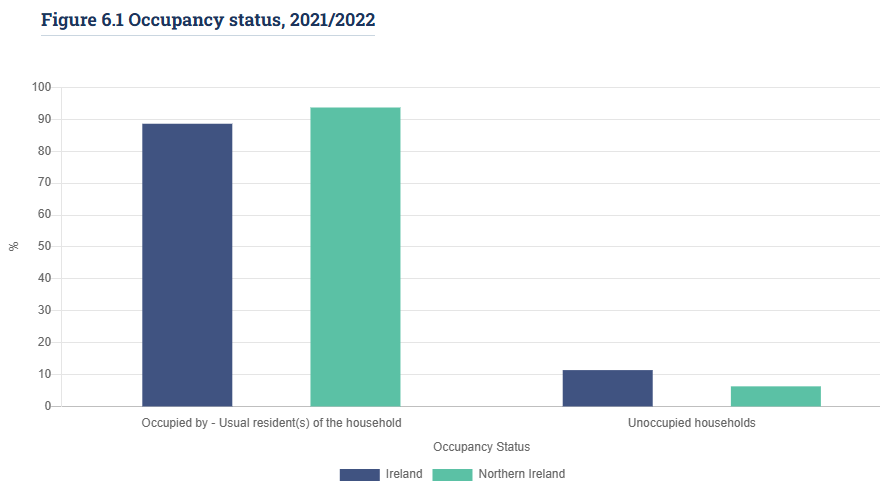 Figure 6.1 Occupancy status, 2021/2022
100
90
80
70
60
50
40
30
20
10
0
%
Occupied by - Usual resident(s) of the household
Unoccupied households
Occupancy Status
Ireland
Northern Ireland